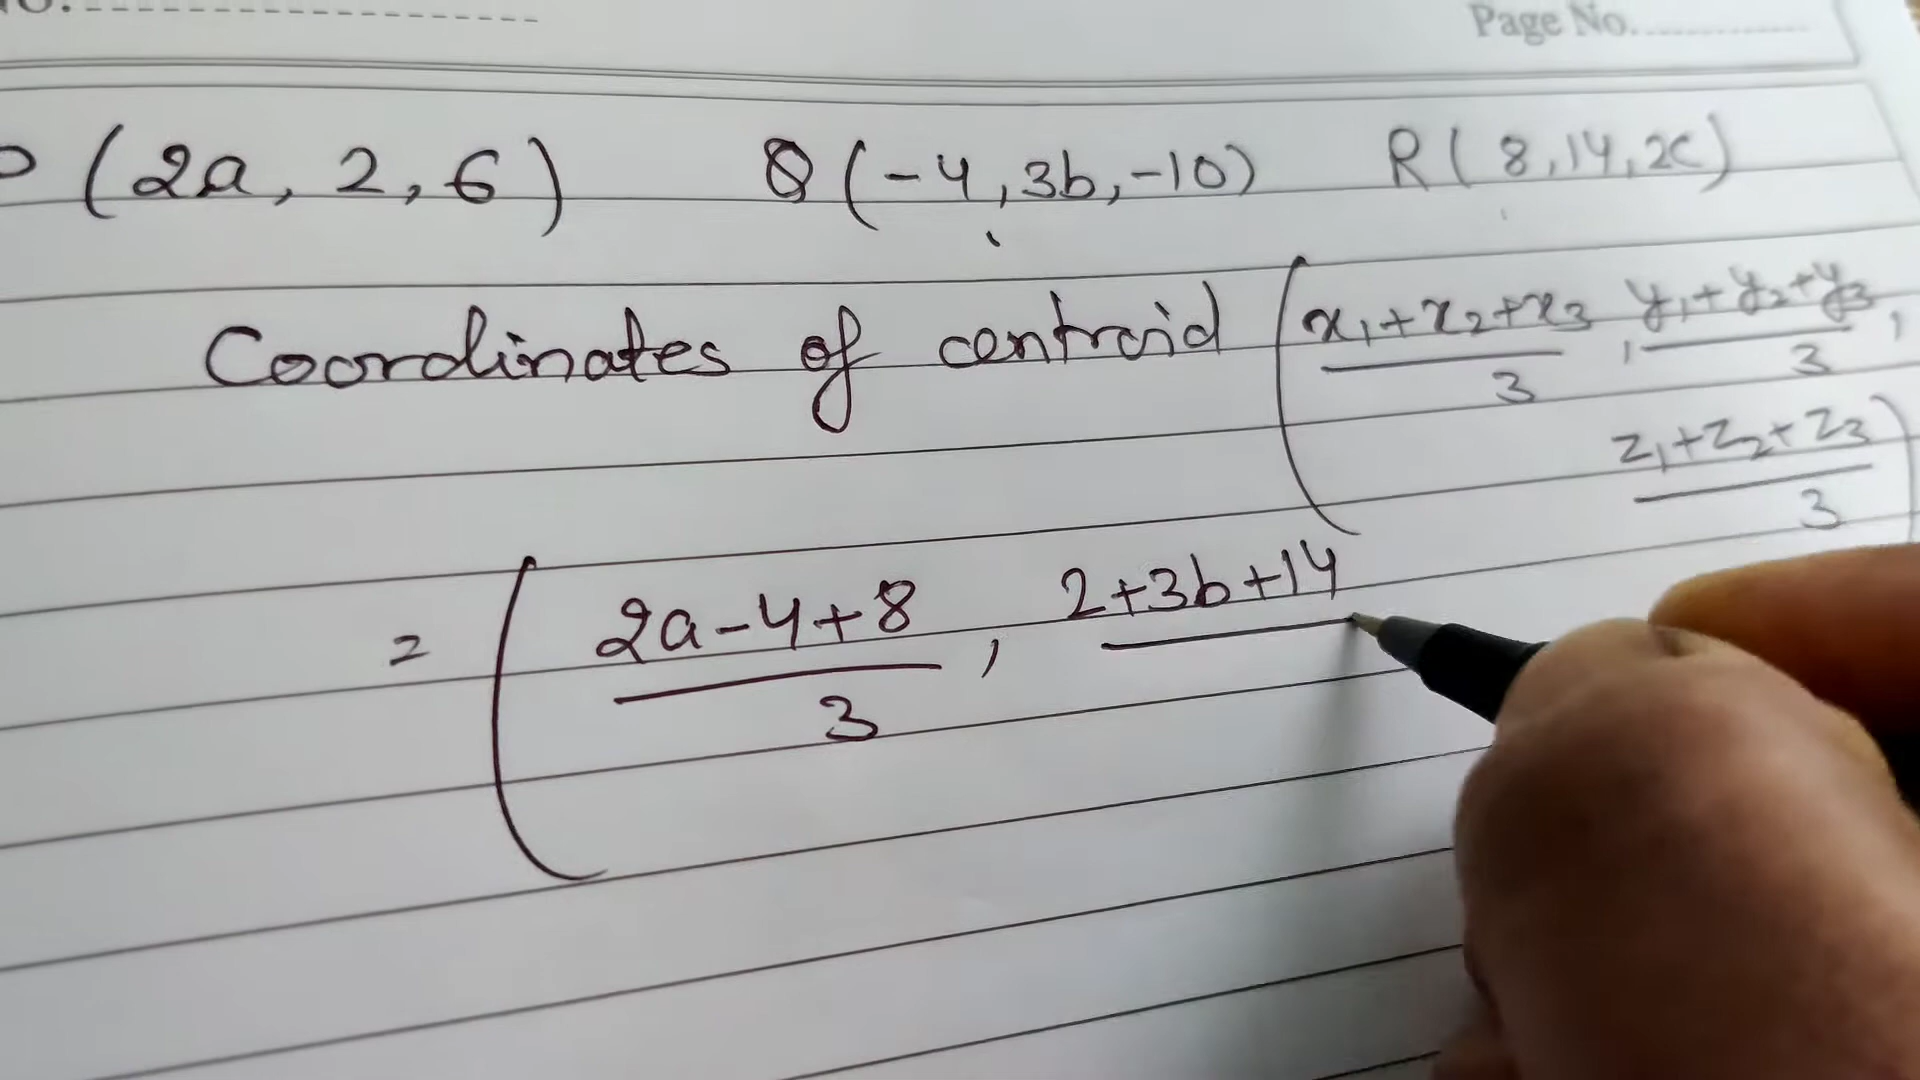 Page No.
(2a, 2, 6) Q(-4, 3b, -10) R(8, 14, 2c)
Coordinates of centroid (x₁+x₂+x₃/3, y₁+y₂+y₃/3,
z₁+z₂+z₃/3)
= (2a-4+8/3, 2+3b+14